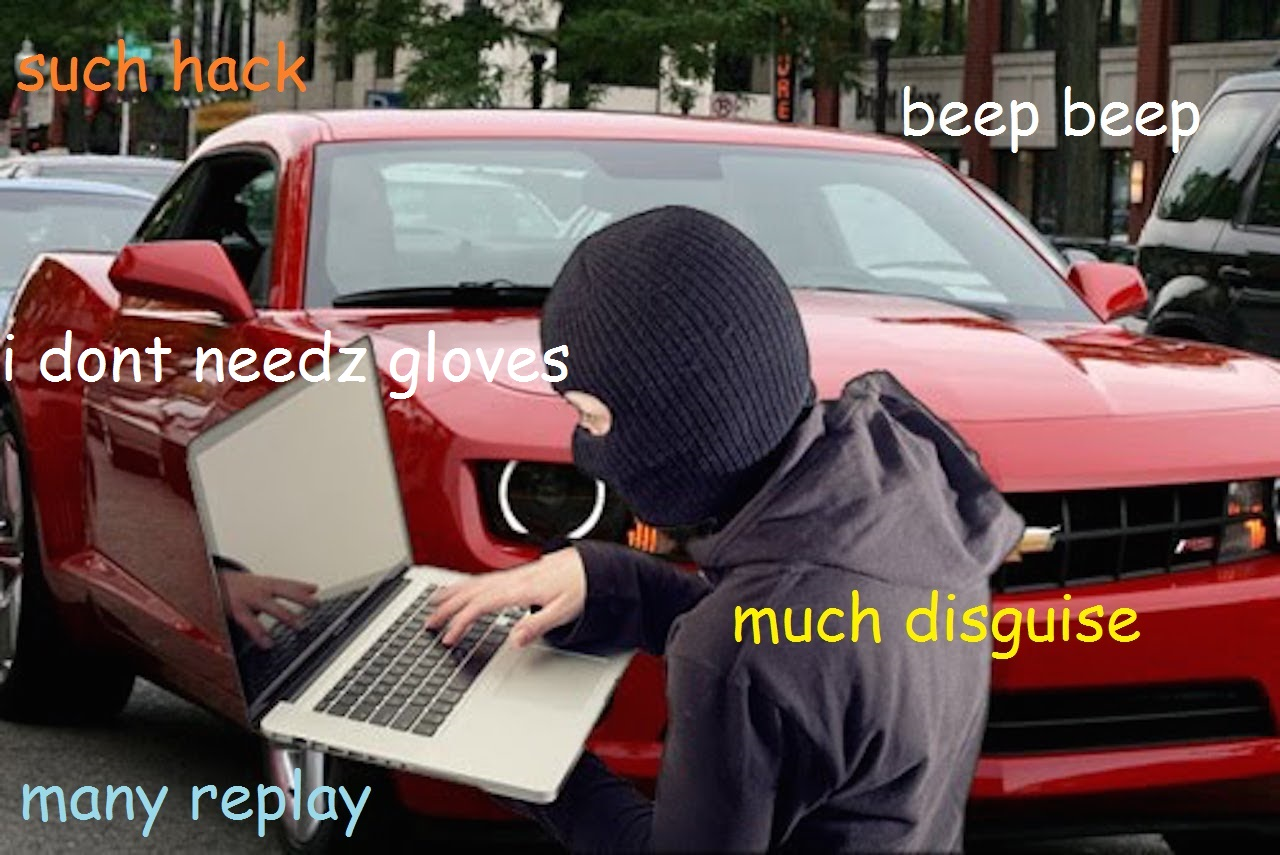 such hack
beep beep
i dont needz gloves
much disguise
many replay